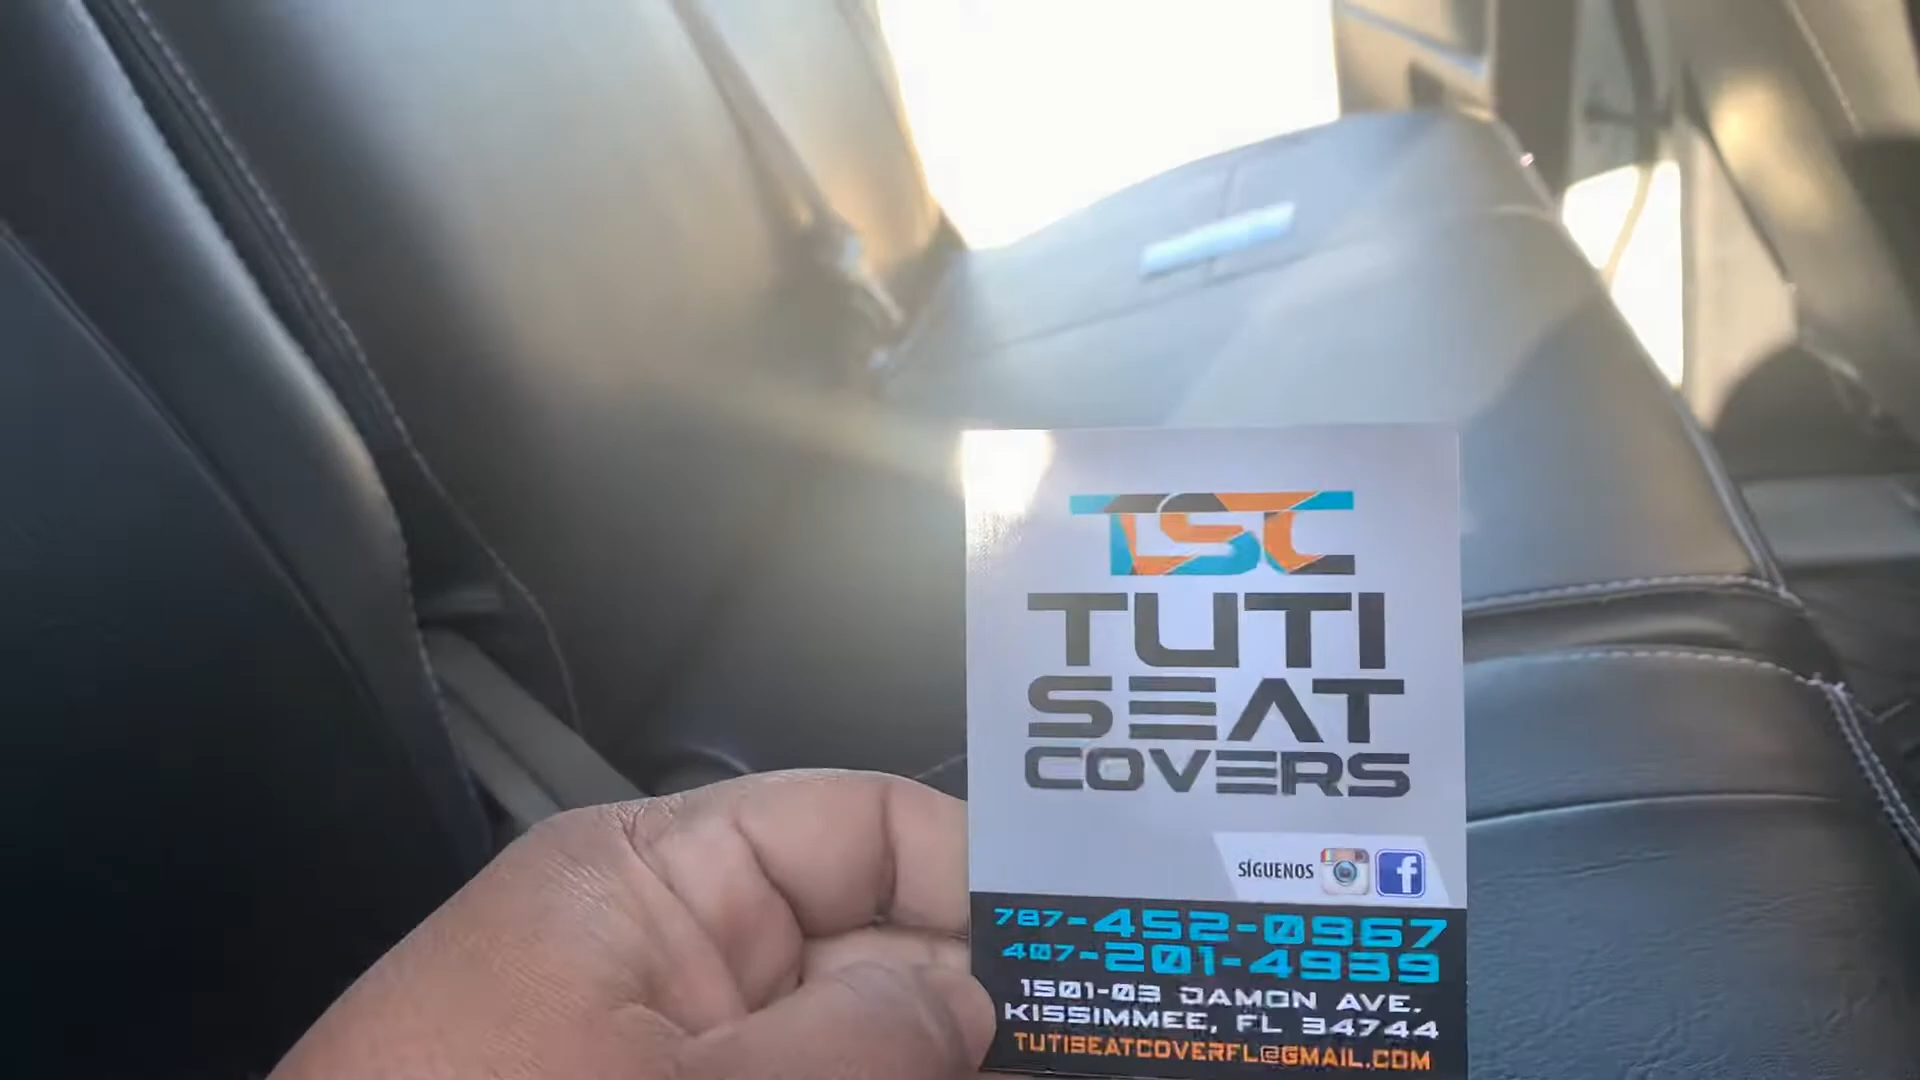 TSC
TUTI
SEAT
COVERS
SÍGUENOS
787-452-0967
407-201-4939
1501-03 DAMON AVE.
KISSIMMEE, FL 34744
TUTISEATCOVERFL@GMAIL.COM